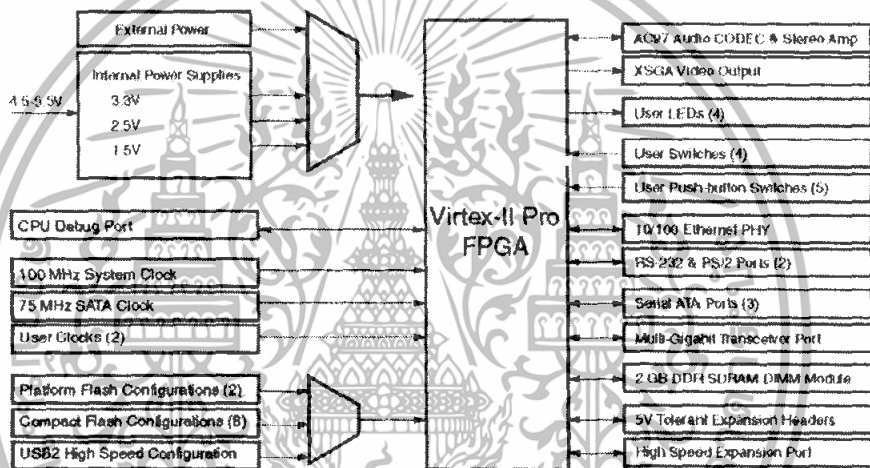 External Power
Internal Power Supplies
4.5-5.5V
3.3V
2.5V
1.5V
CPU Debug Port
100 MHz System Clock
75 MHz SATA Clock
User Clocks (2)
Platform Flash Configurations (2)
Compact Flash Configurations (8)
USB2 High Speed Configuration
Virtex-II Pro
FPGA
AC97 Audio CODEC & Stereo Amp
XSGA Video Output
User LEDs (4)
User Switches (4)
User Push-button Switches (5)
10/100 Ethernet PHY
RS-232 & PS/2 Ports (2)
Serial ATA Ports (3)
Multi-Gigabit Transceiver Port
2 GB DDR SDRAM DIMM Module
5V Tolerant Expansion Headers
High Speed Expansion Port